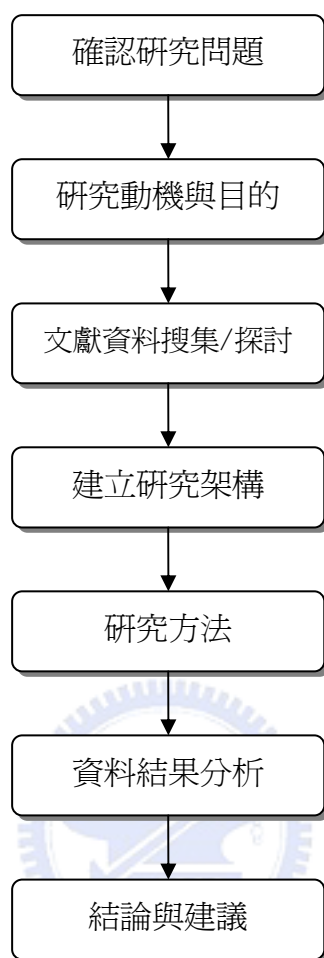 確認研究問題
研究動機與目的
文獻資料搜集/探討
建立研究架構
研究方法
資料結果分析
結論與建議